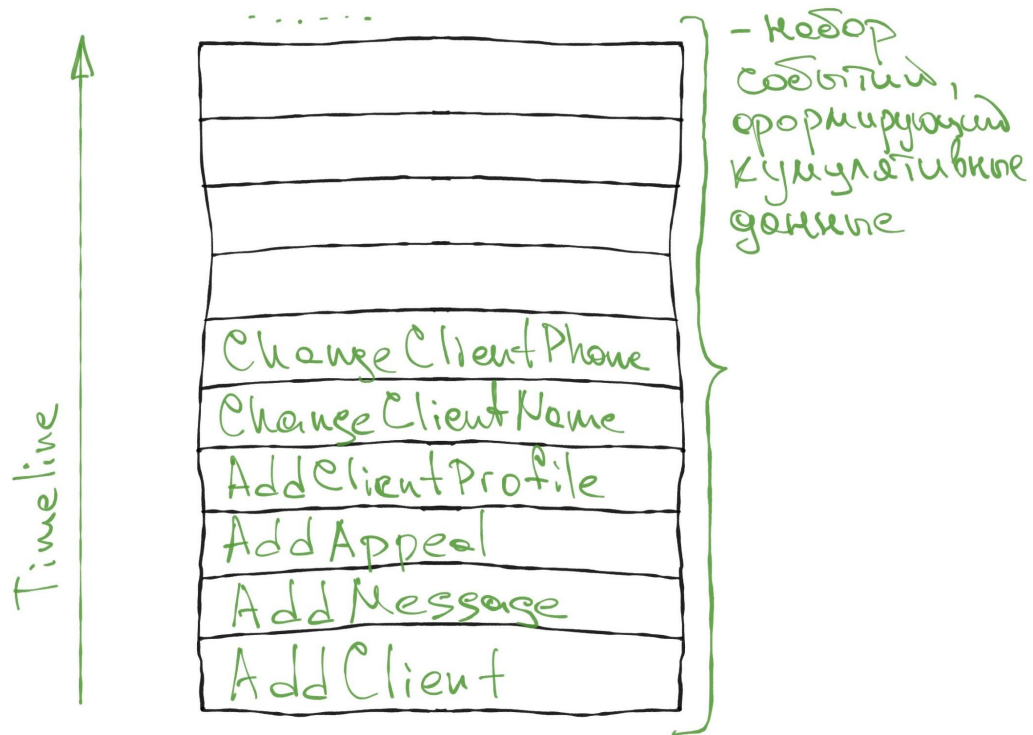 - набор
событий,
формирующий
кумулятивные
данные
ChangeClientPhone
ChangeClientName
AddClientProfile
AddAppeal
AddMessage
AddClient
Timeline